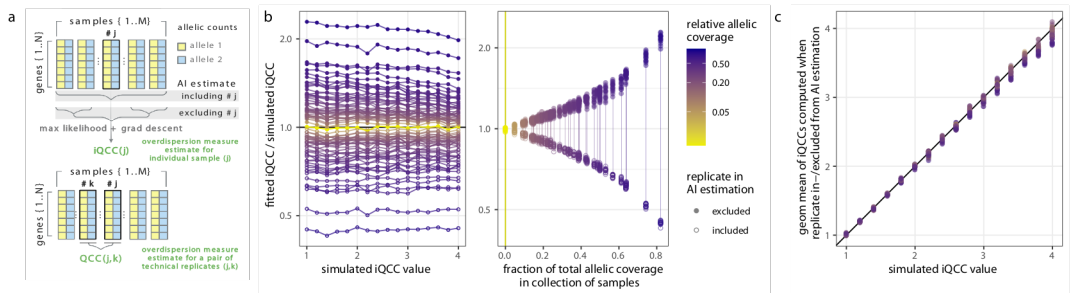 a
samples { 1..M}
# j
genes { 1..N}
allelic counts
allele 1
allele 2
AI estimate
including # j
excluding # j
max likelihood + grad descent
iQCC(j)
overdispersion measure
estimate for
individual sample (j)
samples { 1..M}
# k
# j
genes { 1..N}
QCC(j,k)
overdispersion measure
estimate for a pair of
technical replicates (j,k)
b
fitted iQCC / simulated iQCC
2.0
1.0
0.5
1
2
3
4
simulated iQCC value
2.0
1.0
0.5
0.0
0.2
0.4
0.6
0.8
fraction of total allelic coverage
in collection of samples
relative allelic
coverage
0.50
0.20
0.05
replicate in
AI estimation
excluded
included
c
geom mean of iQCCs computed when
replicate in-/excluded from AI estimation
4
3
2
1
1
2
3
4
simulated iQCC value